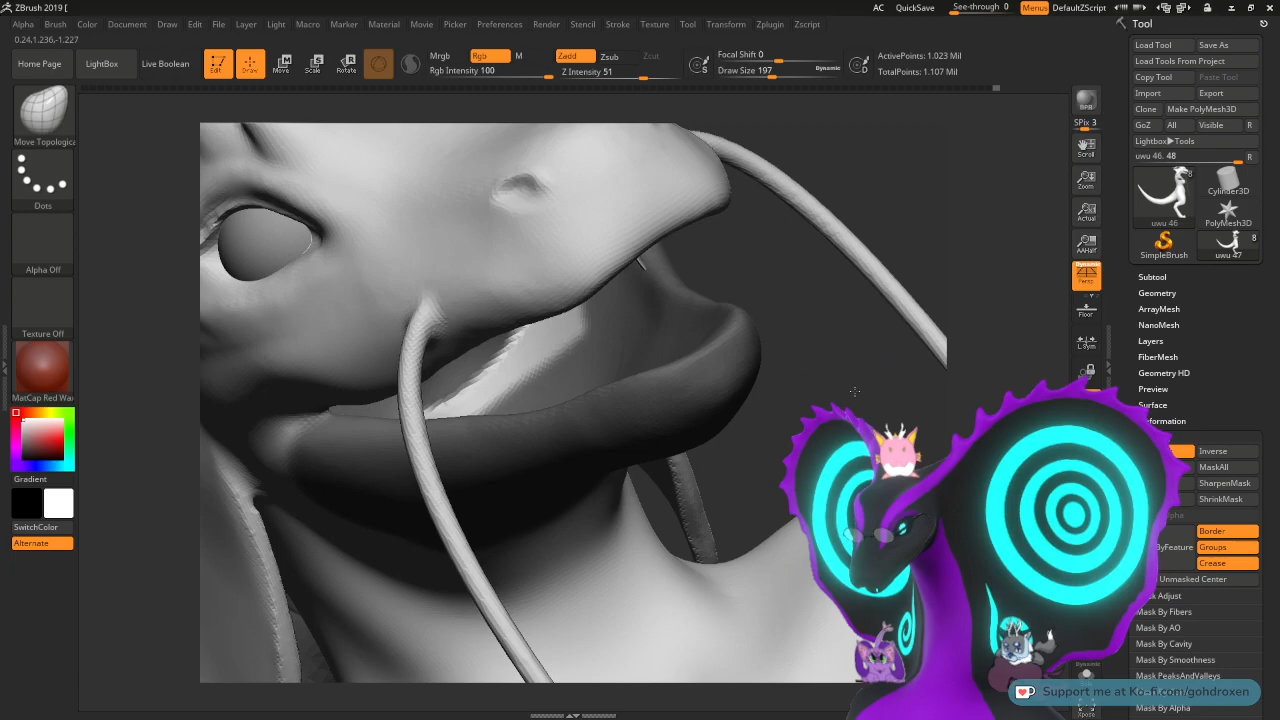 ZBrush 2019 [
AC QuickSave See-through 0 Menus DefaultZScript
Alpha Brush Color Document Draw Edit File Layer Light Macro Marker Material Movie Picker Preferences Render Stencil Stroke Texture Tool Transform Zplugin Zscript
0.24,1.236,-1.227
Home Page LightBox Live Boolean
Edit Draw Move Scale Rotate
Mrgb Rgb M
Rgb Intensity 100
Zadd Zsub Zcut
Z Intensity 51
S
Focal Shift 0
Draw Size 197 Dynamic
D
ActivePoints: 1.023 Mil
TotalPoints: 1.107 Mil
Move Topologica
Dots
Alpha Off
Texture Off
MatCap Red Wa
Gradient
SwitchColor
Alternate
BPR
SPix 3
Scroll
Zoom
Actual
AAHalf
Dynamic
Persp
Floor
L.Sym
Dynamic
Xpose
Tool
Load Tool Save As
Load Tools From Project
Copy Tool Paste Tool
Import Export
Clone Make PolyMesh3D
GoZ All Visible R
Lightbox▶Tools
uwu 46. 48 R
8
uwu 46
Cylinder3D
PolyMesh3D
SimpleBrush
8
uwu 47
Subtool
Geometry
ArrayMesh
NanoMesh
Layers
FiberMesh
Geometry HD
Preview
Surface
formation
Inverse
MaskAll
SharpenMask
ShrinkMask
Border
yFeature Groups
Crease
Unmasked Center
k Adjust
Mask By Fibers
Mask By AO
Mask By Cavity
Mask By Smoothness
Mask PeaksAndValleys
Mask By Alpha
Support me at Ko-fi.com/gohdroxen